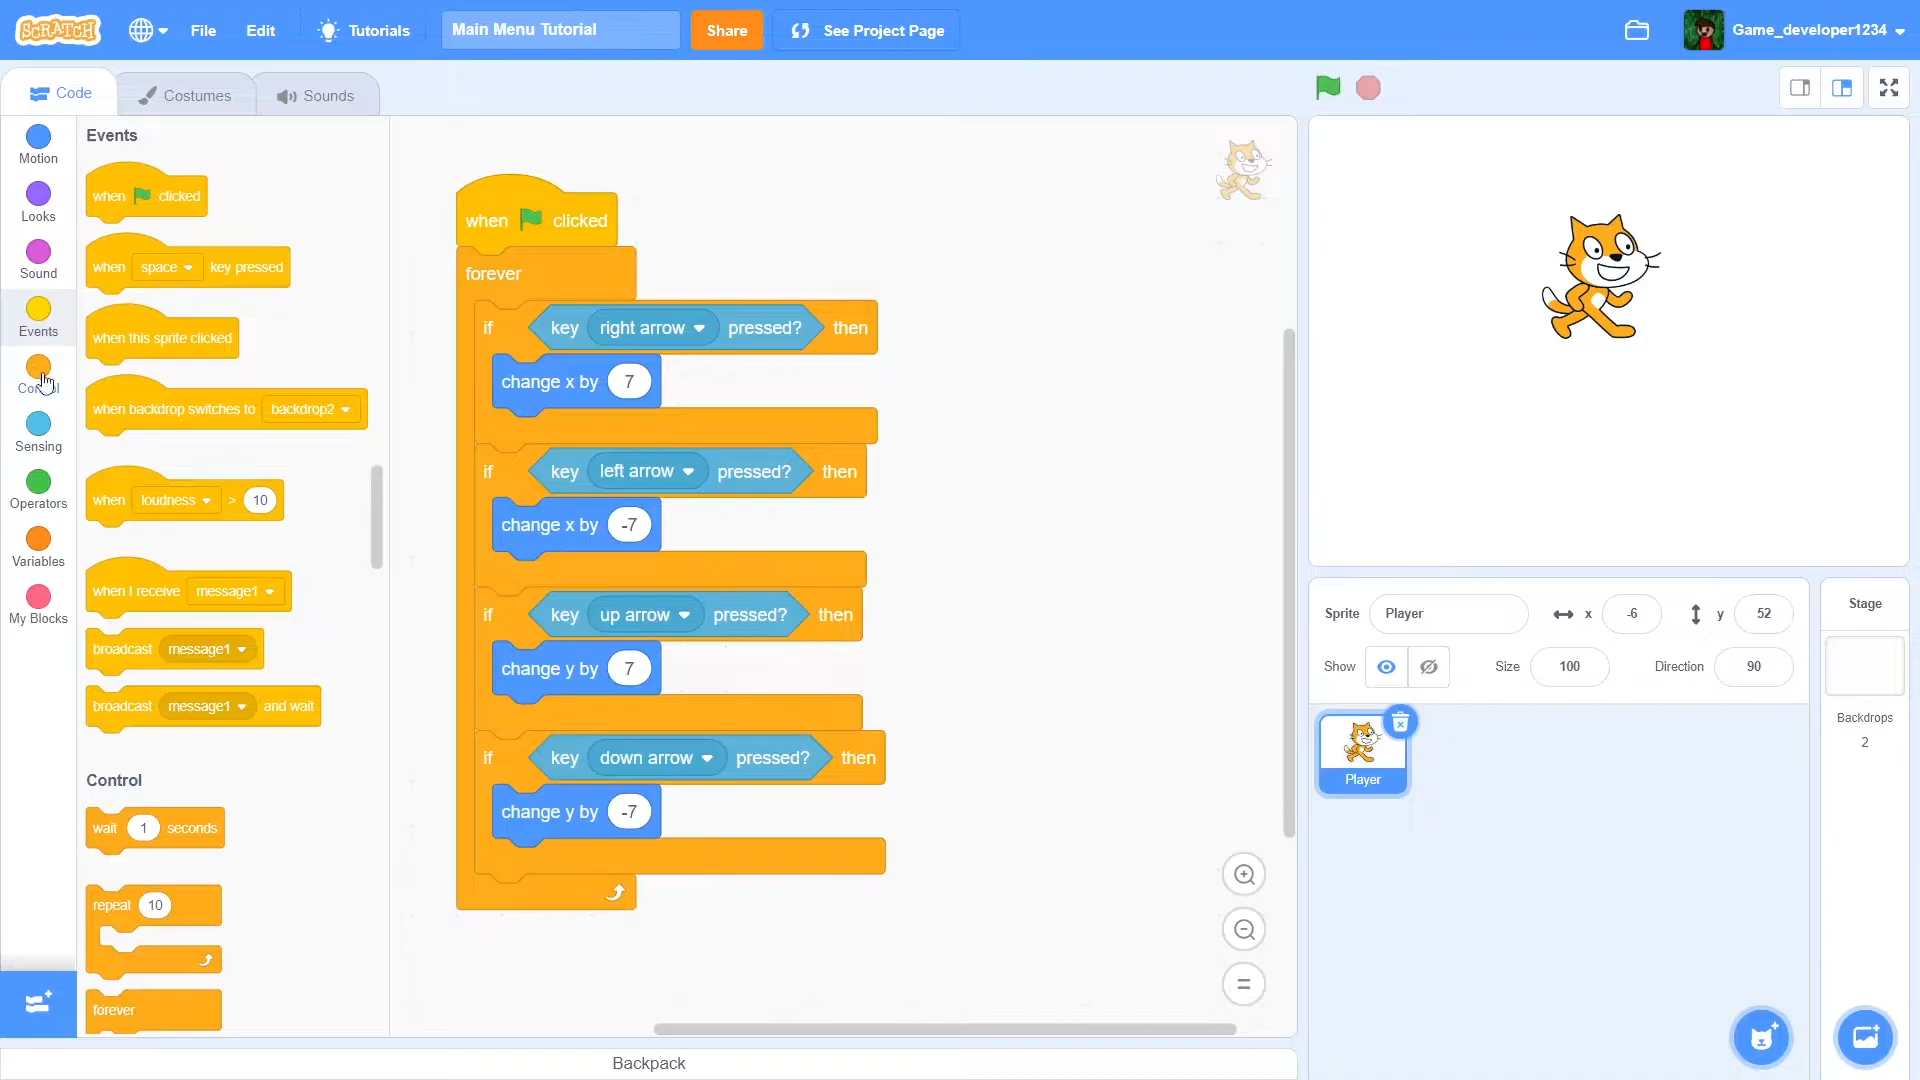 SCRATCH
File
Edit
Tutorials
Main Menu Tutorial
Share
See Project Page
Game_developer1234
Code
Costumes
Sounds
Motion
Looks
Sound
Events
Control
Sensing
Operators
Variables
My Blocks
Events
when clicked
when space key pressed
when this sprite clicked
when backdrop switches to backdrop2
when loudness > 10
when I receive message1
broadcast message1
broadcast message1 and wait
Control
wait 1 seconds
repeat 10
forever
when clicked
forever
if key right arrow pressed? then
change x by 7
if key left arrow pressed? then
change x by -7
if key up arrow pressed? then
change y by 7
if key down arrow pressed? then
change y by -7
Backpack
Sprite Player x -6 y 52
Show Size 100 Direction 90
Player
Stage
Backdrops
2